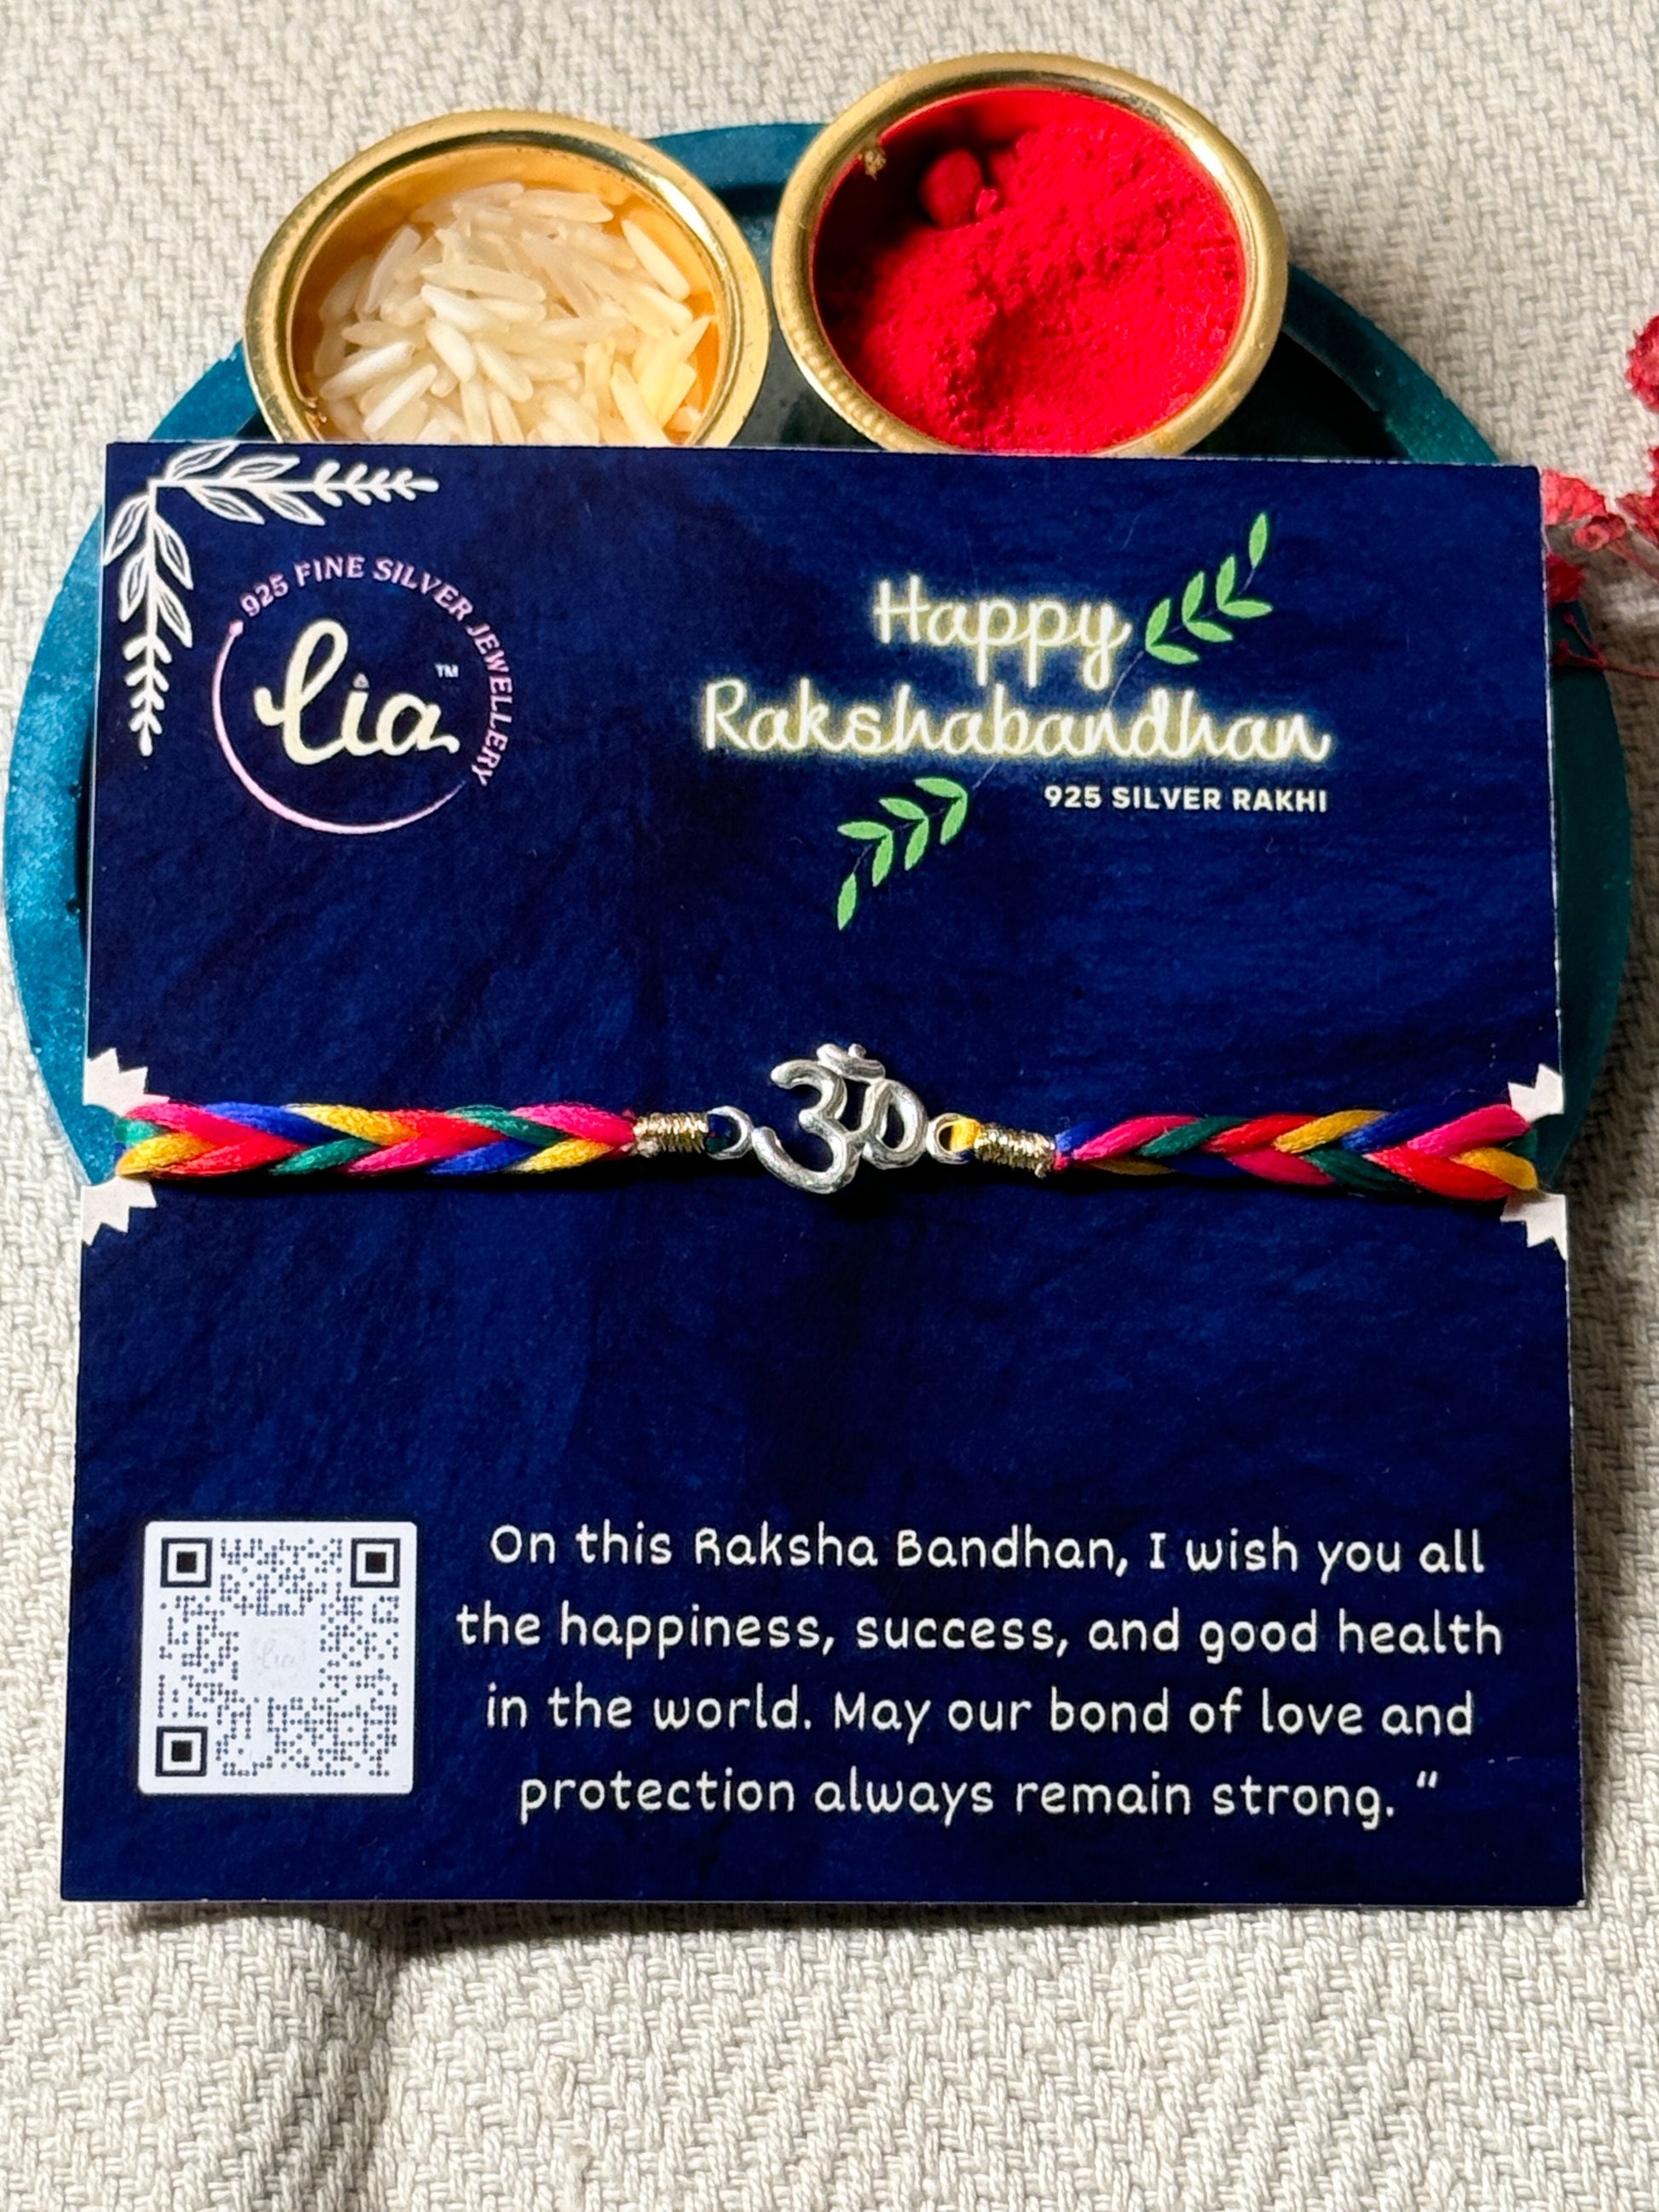 925 FINE SILVER JEWELLERY
lia™
Happy
Rakshabandhan
925 SILVER RAKHI
ॐ
On this Raksha Bandhan, I wish you all
the happiness, success, and good health
in the world. May our bond of love and
protection always remain strong. “
lia